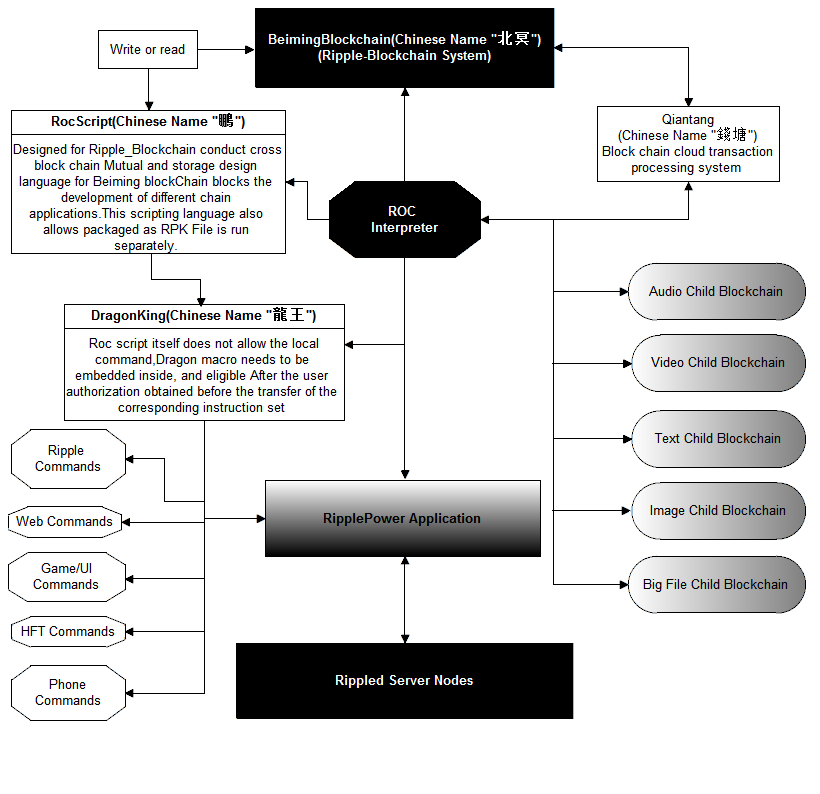 Write or read
BeimingBlockchain(Chinese Name "北冥")
(Ripple-Blockchain System)
RocScript(Chinese Name "鵬")
Designed for Ripple_Blockchain conduct cross
block chain Mutual and storage design
language for Beiming blockChain blocks the
development of different chain
applications.This scripting language also
allows packaged as RPK File is run
separately.
Qiantang
(Chinese Name "錢塘")
Block chain cloud transaction
processing system
ROC
Interpreter
Audio Child Blockchain
DragonKing(Chinese Name "龍王")
Roc script itself does not allow the local
command,Dragon macro needs to be
embedded inside, and eligible After the user
authorization obtained before the transfer of the
corresponding instruction set
Video Child Blockchain
Text Child Blockchain
Ripple
Commands
Web Commands
RipplePower Application
Image Child Blockchain
Game/UI
Commands
Big File Child Blockchain
HFT Commands
Phone
Commands
Rippled Server Nodes